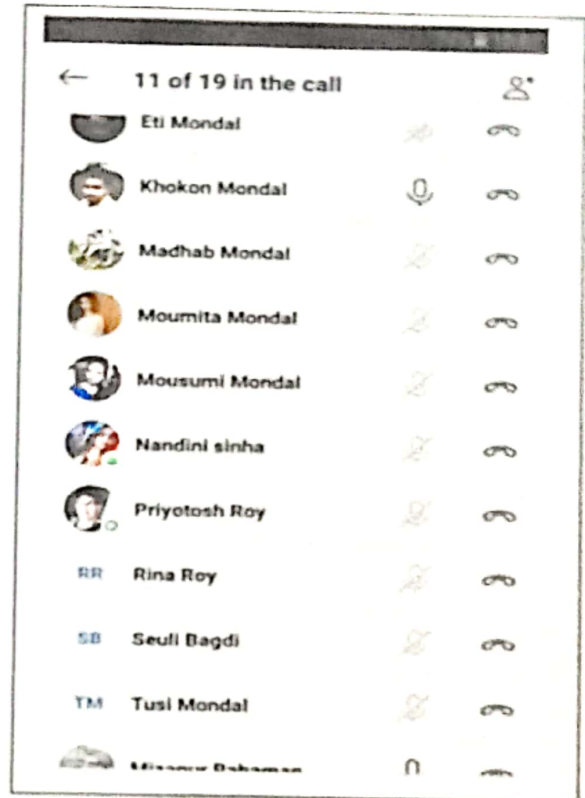 11 of 19 in the call
Eti Mondal
Khokon Mondal
Madhab Mondal
Moumita Mondal
Mousumi Mondal
Nandini sinha
Priyotosh Roy
RR Rina Roy
SB Seuli Bagdi
TM Tusi Mondal